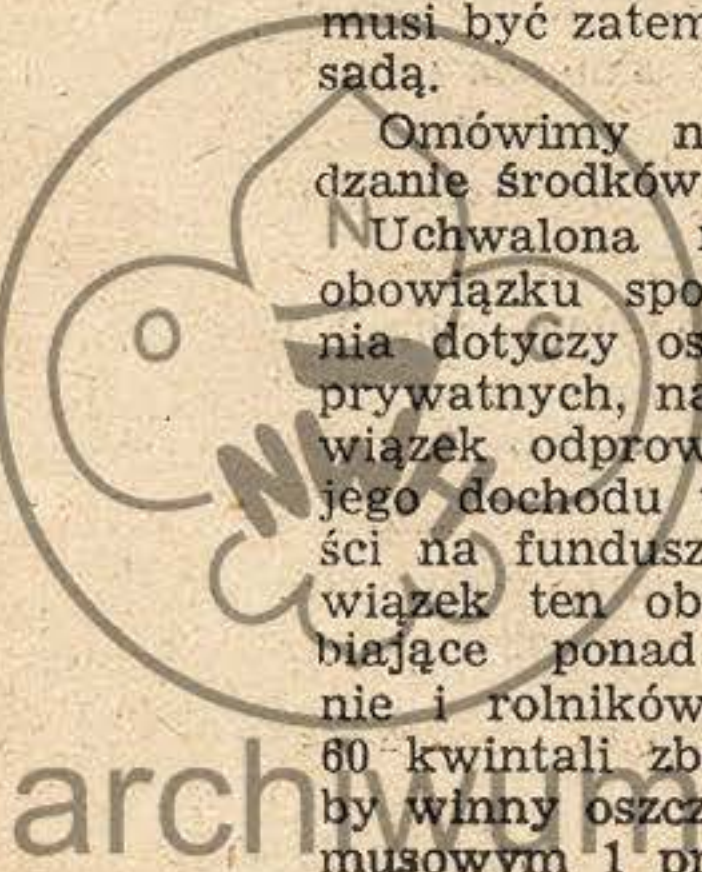 musi być zatem
sadą.
Omówimy n
dzanie środków
Uchwalona
obowiązku spo
nia dotyczy os
prywatnych, na
wiązek odprow
jego dochodu
ści na fundusz
wiązek ten ob
biające ponad
nie i rolników
60 kwintali zb
by winny oszcz
musowym 1 pr
O N C
NWH
archiwum